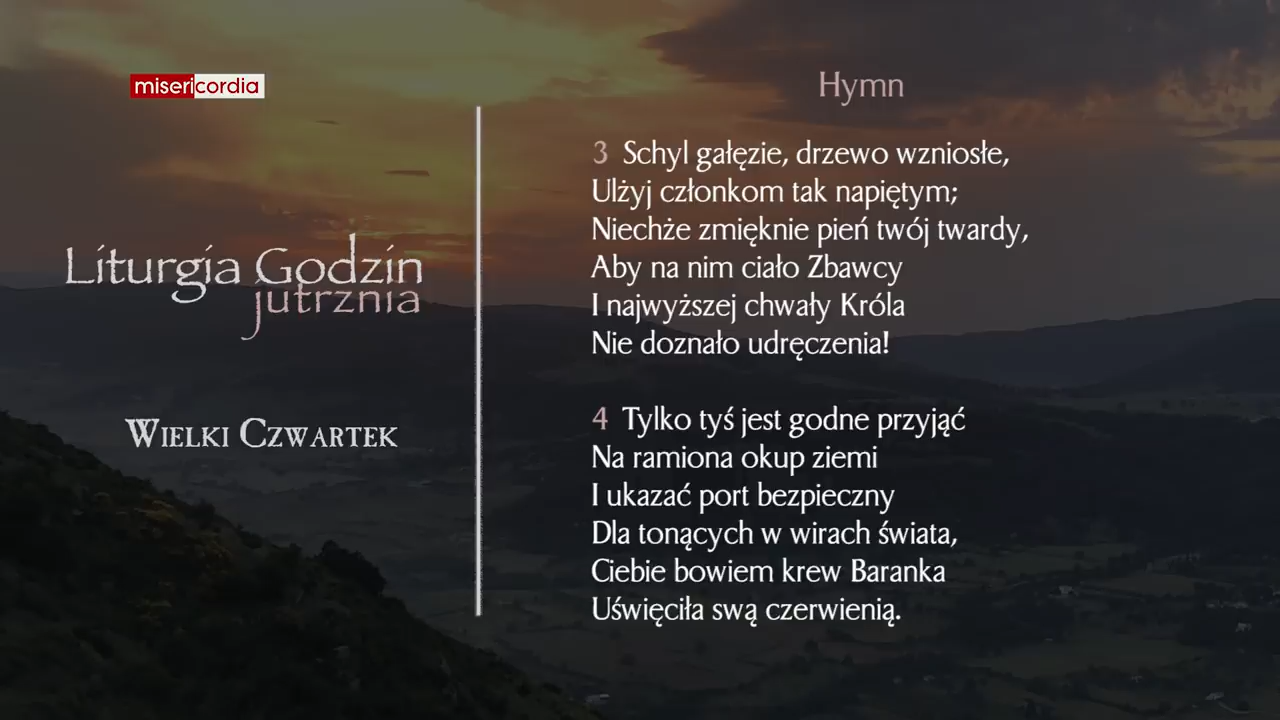 misericordia
Liturgia Godzin
jutrznia
Wielki Czwartek
Hymn
3 Schyl gałęzie, drzewo wzniosłe,
Ulżyj członkom tak napiętym;
Niechże zmięknie pień twój twardy,
Aby na nim ciało Zbawcy
I najwyższej chwały Króla
Nie doznało udręczenia!
4 Tylko tyś jest godne przyjąć
Na ramiona okup ziemi
I ukazać port bezpieczny
Dla tonących w wirach świata,
Ciebie bowiem krew Baranka
Uświęciła swą czerwienią.